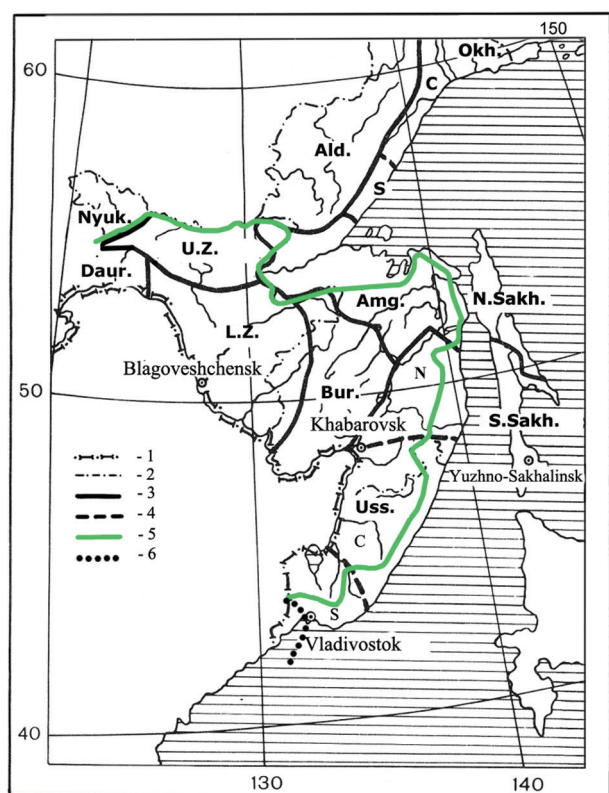 150
Okh.
60
C
Ald.
S
Nyuk.
U.Z.
Daur.
Amg.
N.Sakh.
L.Z.
Blagoveshchensk
N
50
Bur.
S.Sakh.
Khabarovsk
Yuzhno-Sakhalinsk
- 1
- 2
- 3
- 4
- 5
- 6
Uss.
C
S
Vladivostok
40
130
140